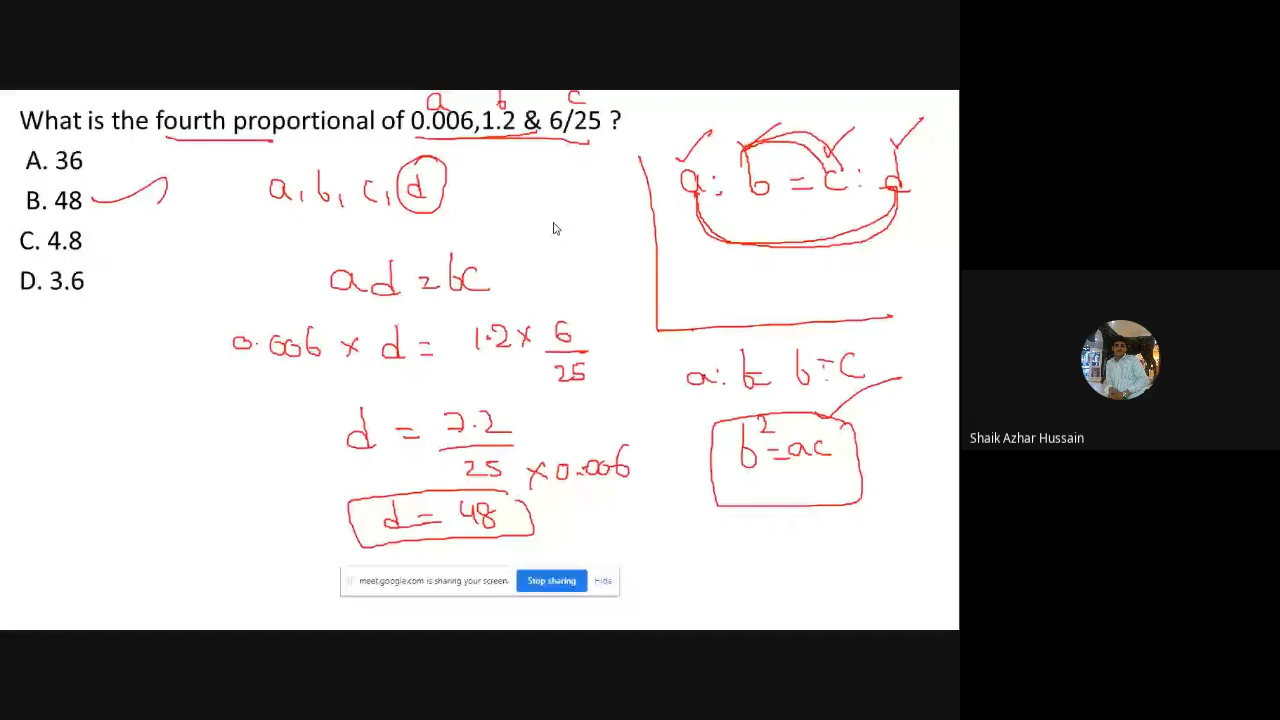 a b c
What is the fourth proportional of 0.006,1.2 & 6/25 ?
A. 36
B. 48
C. 4.8
D. 3.6
a, b, c, d
ad = bc
0.006 × d = 1.2 × 6/25
d = 7.2/25 × 0.006
d = 48
a : b = c : d
a : b = b : c
b² = ac
meet.google.com is sharing your screen.
Stop sharing
Hide
Shaik Azhar Hussain